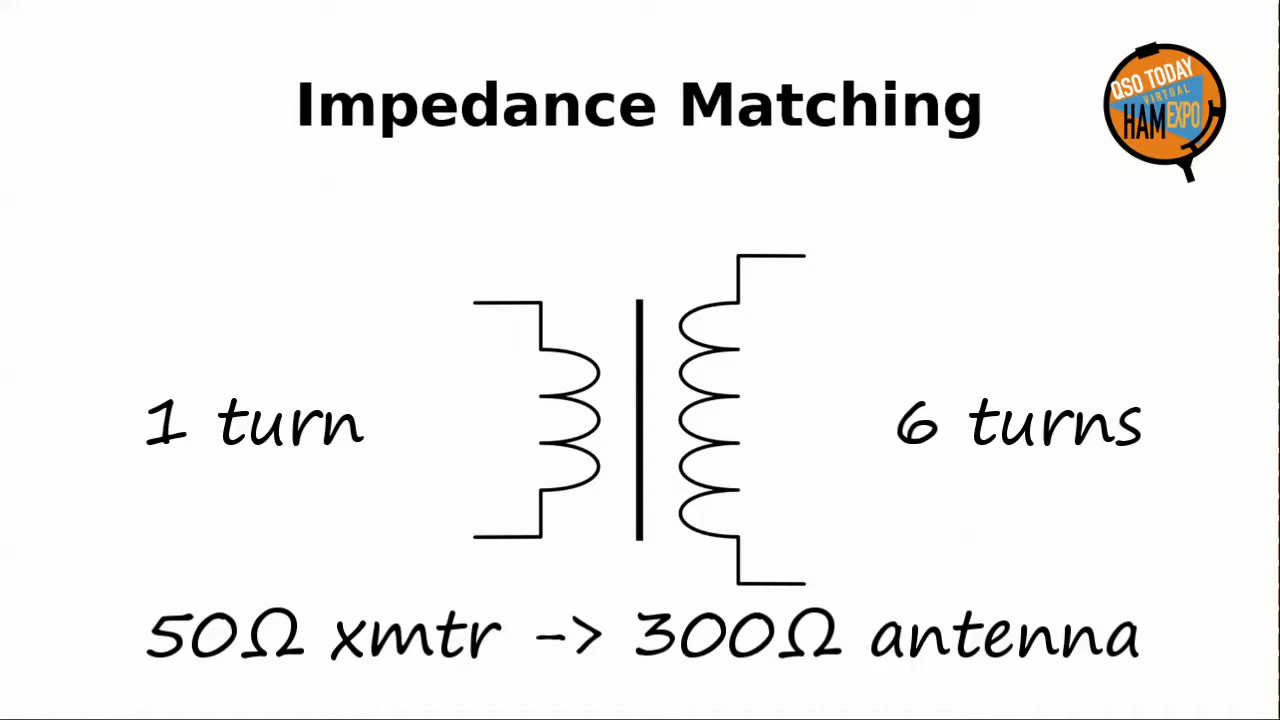 Impedance Matching
QSO TODAY
VIRTUAL
HAM EXPO
1 turn
6 turns
50Ω xmtr -> 300Ω antenna